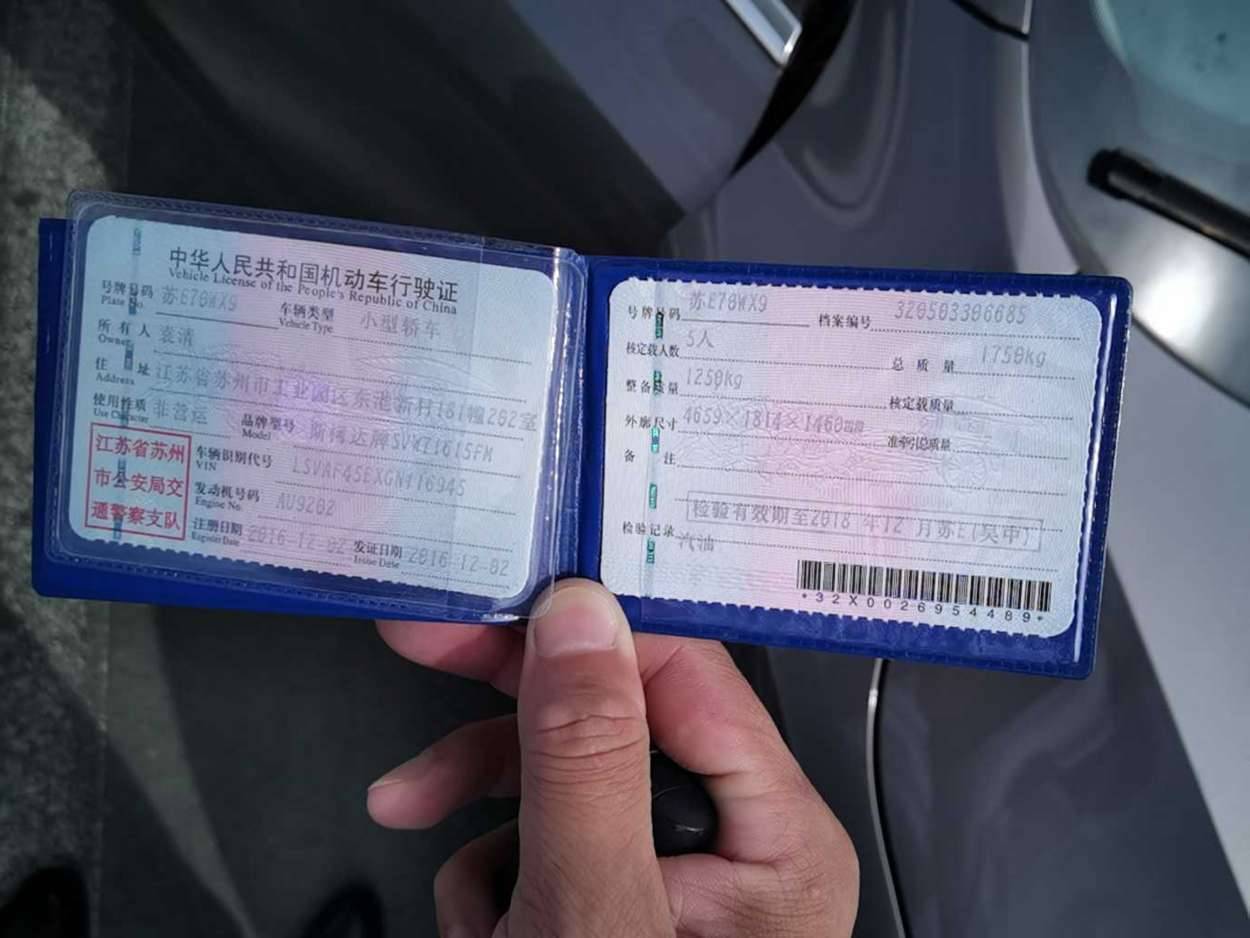 中华人民共和国机动车行驶证
Vehicle License of the People's Republic of China
号牌号码 苏E78WX9 车辆类型 小型轿车
Plate No. Vehicle Type
所有人 袁清
Owner
住址 江苏省苏州市工业园区东港新村181幢262室
Address
使用性质 非营运 品牌型号 斯柯达牌
Use Character Model
江苏省苏州
市公安局交
通警察支队
车辆识别代号
VIN
发动机号码 AU9202
Engine No.
注册日期 2016-12-02 发证日期 2016-12-02
Register Date Issue Date
号牌号码 苏E78WX9 档案编号 320503306685
核定载人数 5人 总质量 1750kg
整备质量 1250kg 核定载质量
外廓尺寸 4659×1814×1460mm 准牵引总质量
备注
检验有效期至2018年12月苏E(吴中)
检验记录 汽油
*32X0026954489*